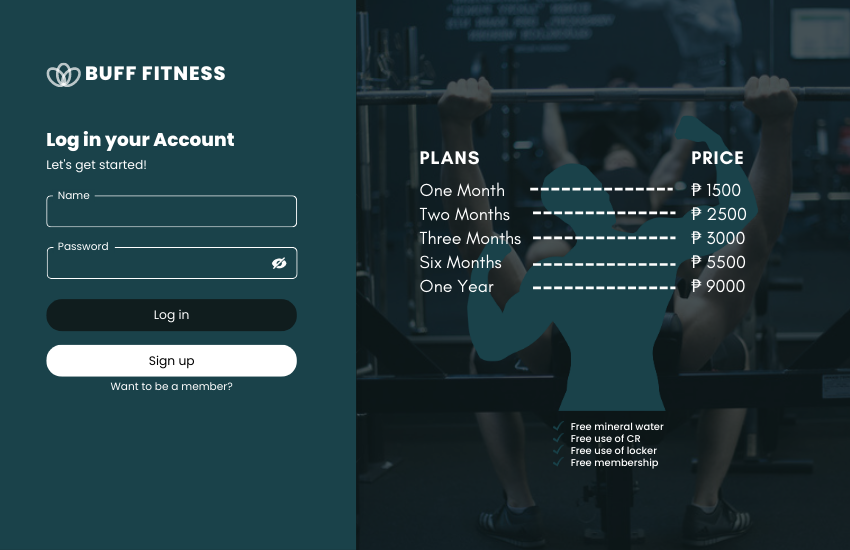 BUFF FITNESS
Log in your Account
Let's get started!
Name
Password
Log in
Sign up
Want to be a member?
PLANS PRICE
One Month ₱ 1500
Two Months ₱ 2500
Three Months ₱ 3000
Six Months ₱ 5500
One Year ₱ 9000
Free mineral water
Free use of CR
Free use of locker
Free membership